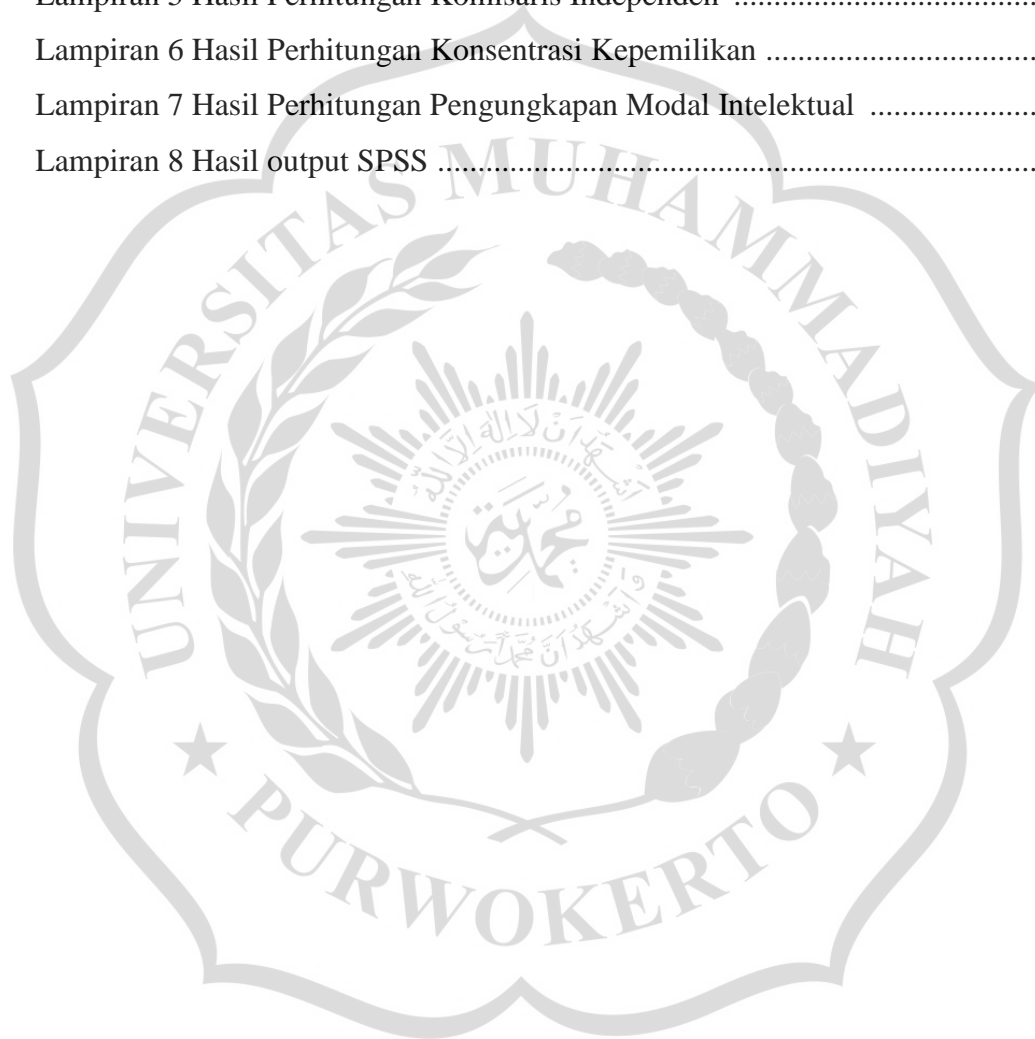 Lampiran 5 Hasil Perhitungan Komisaris Independen ........................................
Lampiran 6 Hasil Perhitungan Konsentrasi Kepemilikan ...................................
Lampiran 7 Hasil Perhitungan Pengungkapan Modal Intelektual .....................
Lampiran 8 Hasil output SPSS ...........................................................................
UNIVERSITAS MUHAMMADIYAH
PURWOKERTO